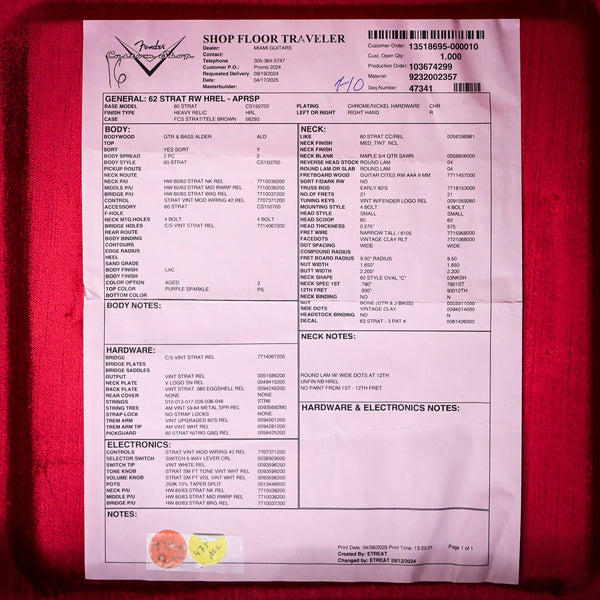 Fender
Custom Shop
SHOP FLOOR TRAVELER
Dealer: MIAMI GUITARS
Contact:
Telephone 305-364-5747
Customer P.O.: Promo 2024
Requested Delivery 09/19/2024
Date: 04/17/2025
Masterbuilder:
Customer Order: 13518695-000010
Cust. Open Qty: 1.000
Production Order: 103674299
Material: 9232002357
Seq Number 47341
GENERAL: 62 STRAT RW HREL - APRSP
BASE MODEL 60 STRAT CS150700 PLATING CHROME/NICKEL HARDWARE CHR
FINISH TYPE HEAVY RELIC HRL LEFT OR RIGHT RIGHT HAND R
CASE FCS STRAT/TELE BROWN 58293
BODY:
BODYWOOD GTR & BASS ALDER ALD
TOP
SORT YES SORT Y
BODY SPREAD 2 PC 2
BODY STYLE 60 STRAT CS150700
PICKUP ROUTE
NECK ROUTE
NECK P/U HW 60/63 STRAT NK REL 7710039200
MIDDLE P/U HW 60/63 STRAT MID RWRP REL 7710038200
BRIDGE P/U HW 60/63 STRAT BRG REL 7710037200
CONTROL ROUTE STRAT VINT MOD WIRING #2 REL 7707371200
ACCESSORY 60 STRAT CS150700
F-HOLE
NECK MTG.HOLES 4 BOLT 4 BOLT
BRIDGE HOLES C/S VINT STRAT REL 7714067200
REAR ROUTE
BODY BINDING
CONTOURS
EDGE RADIUS
HEEL
SAND GRADE
BODY FINISH LAC
BODY FINISH
COLOR OPTION AGED 3
TOP COLOR PURPLE SPARKLE PS
BOTTOM COLOR
BODY NOTES:
HARDWARE:
BRIDGE C/S VINT STRAT REL 7714067200
BRIDGE PLATES
BRIDGE SADDLES
OUTPUT VINT STRAT REL 0051588200
NECK PLATE V LOGO SN REL 0049415200
BACK PLATE VINT STRAT .060 EGGSHELL REL 0094248200
REAR COVER NONE NONE
STRINGS 010-013-017-026-036-046 STR6
STRING TREE AM VINT 59-64 METAL SPR REL
STRAP LOCK NO STRAP LOCKS NONE
TREM ARM VINT UPGRADED 60'S REL 0094001200
TREM ARM TIP AM VINT WHT REL 0094281200
PICKGUARD 60 STRAT NITRO GBG REL 0058425200
ELECTRONICS:
CONTROLS STRAT VINT MOD WIRING #2 REL 7707371200
SELECTOR SWITCH SWITCH 5-WAY LEVER CRL 0038929000
SWITCH TIP VINT WHITE REL 0093596250
TONE KNOB STRAT SM FT TONE VINT WHT REL 0093595200
VOLUME KNOB STRAT SM FT VOL VINT WHT REL 0093598200
POTS 250K 10% TAPER SPLIT 0013446000
NECK P/U HW 60/63 STRAT NK REL 7710039200
MIDDLE P/U HW 60/63 STRAT MID RWRP REL 7710038200
BRIDGE P/U HW 60/63 STRAT BRG REL 7710037200
NECK:
LIKE 60 STRAT CC/REL 0058398981
NECK FINISH MED_TINT NCL
NECK FINISH
NECK BLANK MAPLE S4 QTR SAWN 0058606000
REVERSE HEAD STOCK ROUND LAM 04
ROUND LAM OR SLAB ROUND LAM 04
FRETBOARD WOOD GUITAR CITES RW AAA 9 MM 7711457000
SORT F/DARK RW NO N
TRUSS ROD EARLY 60'S 7718153000
NO.OF FRETS 21 21
TUNING KEYS VINT W/FENDER LOGO REL 0091059260
MOUNTING STYLE 4 BOLT 4 BOLT
HEAD STYLE SMALL SMALL
HEAD SCOOP 60 60
HEAD THICKNESS 0.575" 575
FRET WIRE NARROW TALL / 6105 7715968000
FACEDOTS VINTAGE CLAY RLT 7721068000
DOT SPACING WIDE WIDE
COMPOUND RADIUS
FRET BOARD RADIUS 9.50" RADIUS 9.50
NUT WIDTH 1.650" 1.650
BUTT WIDTH 2.200 2.200
NECK SHAPE 60 STYLE OVAL "C" 03NKSH
NECK SPEC 1ST .790" 7901ST
12TH FRET .930" 93012TH
NECK BINDING NO N
NUT BONE (GTR & J-BASS) 0055911000
SIDE DOTS VINTAGE CLAY 0094014000
HEADSTOCK BINDING NO N
DECAL 63 STRAT - 3 PAT # 0061426000
NECK NOTES:
ROUND LAM W/ WIDE DOTS AT 12TH
UNFIN NB HREL
NO PAINT FROM 1ST - 12TH FRET
HARDWARE & ELECTRONICS NOTES:
NOTES:
Print Date: 04/08/2025 Print Time: 13:23:31 Page 1 of 1
Created By: ETREAT
Changed by: ETREAT 09/12/2024